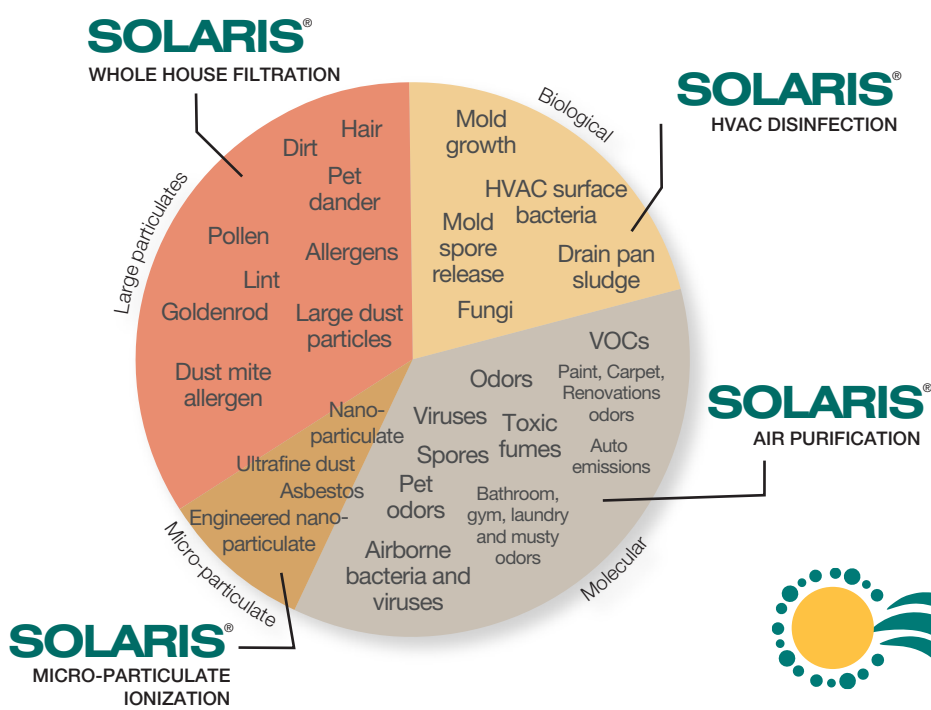 SOLARIS®
WHOLE HOUSE FILTRATION
SOLARIS®
HVAC DISINFECTION
Large particulates
Hair
Dirt
Pet
dander
Pollen
Allergens
Lint
Goldenrod
Large dust
particles
Dust mite
allergen
Biological
Mold
growth
HVAC surface
bacteria
Mold
spore
release
Drain pan
sludge
Fungi
SOLARIS®
AIR PURIFICATION
Molecular
VOCs
Odors
Paint, Carpet,
Renovations
odors
Viruses
Toxic
fumes
Spores
Auto
emissions
Pet
odors
Bathroom,
gym, laundry
and musty
odors
Airborne
bacteria and
viruses
Micro-particulate
Nano-
particulate
Ultrafine dust
Asbestos
Engineered nano-
particulate
SOLARIS®
MICRO-PARTICULATE
IONIZATION